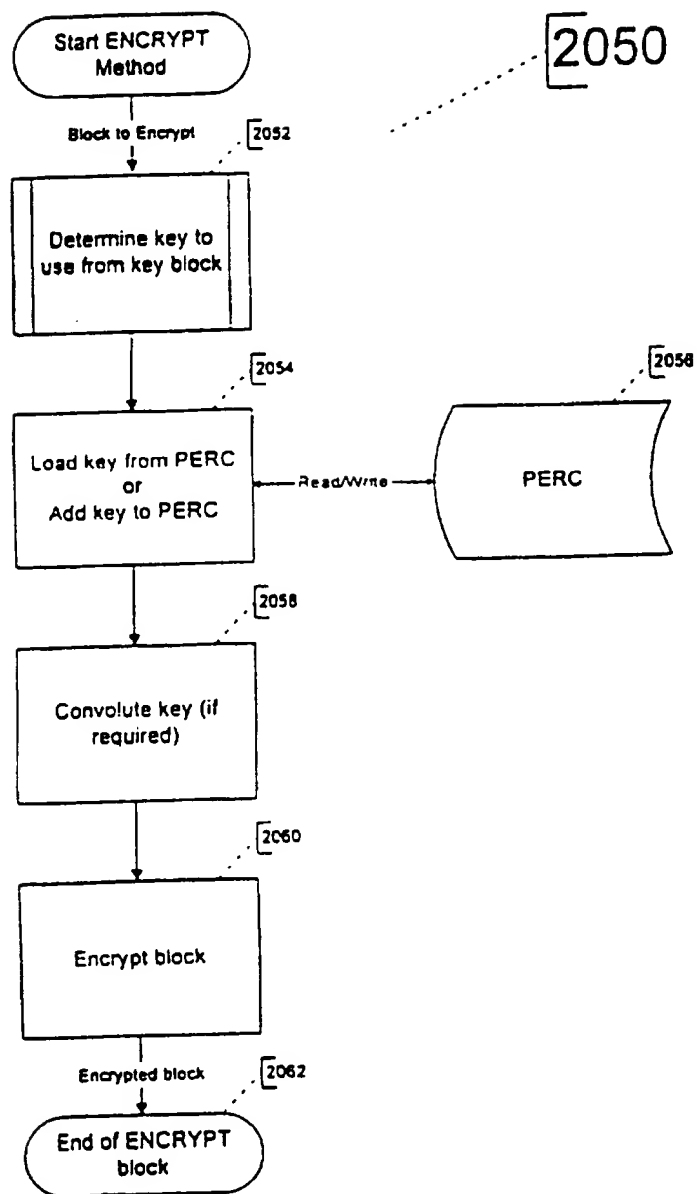 Start ENCRYPT
Method
2050
Block to Encrypt
2052
Determine key to
use from key block
2054
2056
Load key from PERC
or
Add key to PERC
Read/Write
PERC
2058
Convolute key (if
required)
2060
Encrypt block
Encrypted block
2062
End of ENCRYPT
block